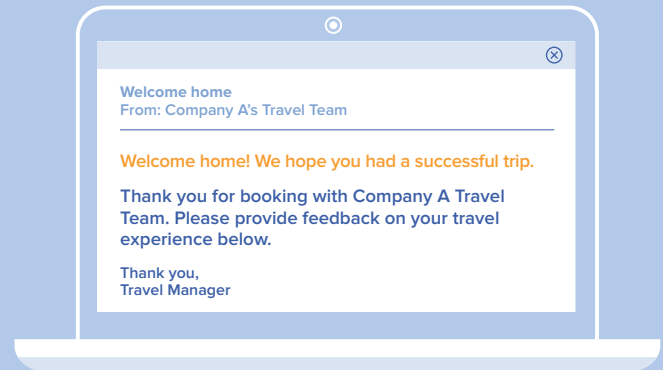 Welcome home
From: Company A's Travel Team
Welcome home! We hope you had a successful trip.
Thank you for booking with Company A Travel
Team. Please provide feedback on your travel
experience below.
Thank you,
Travel Manager